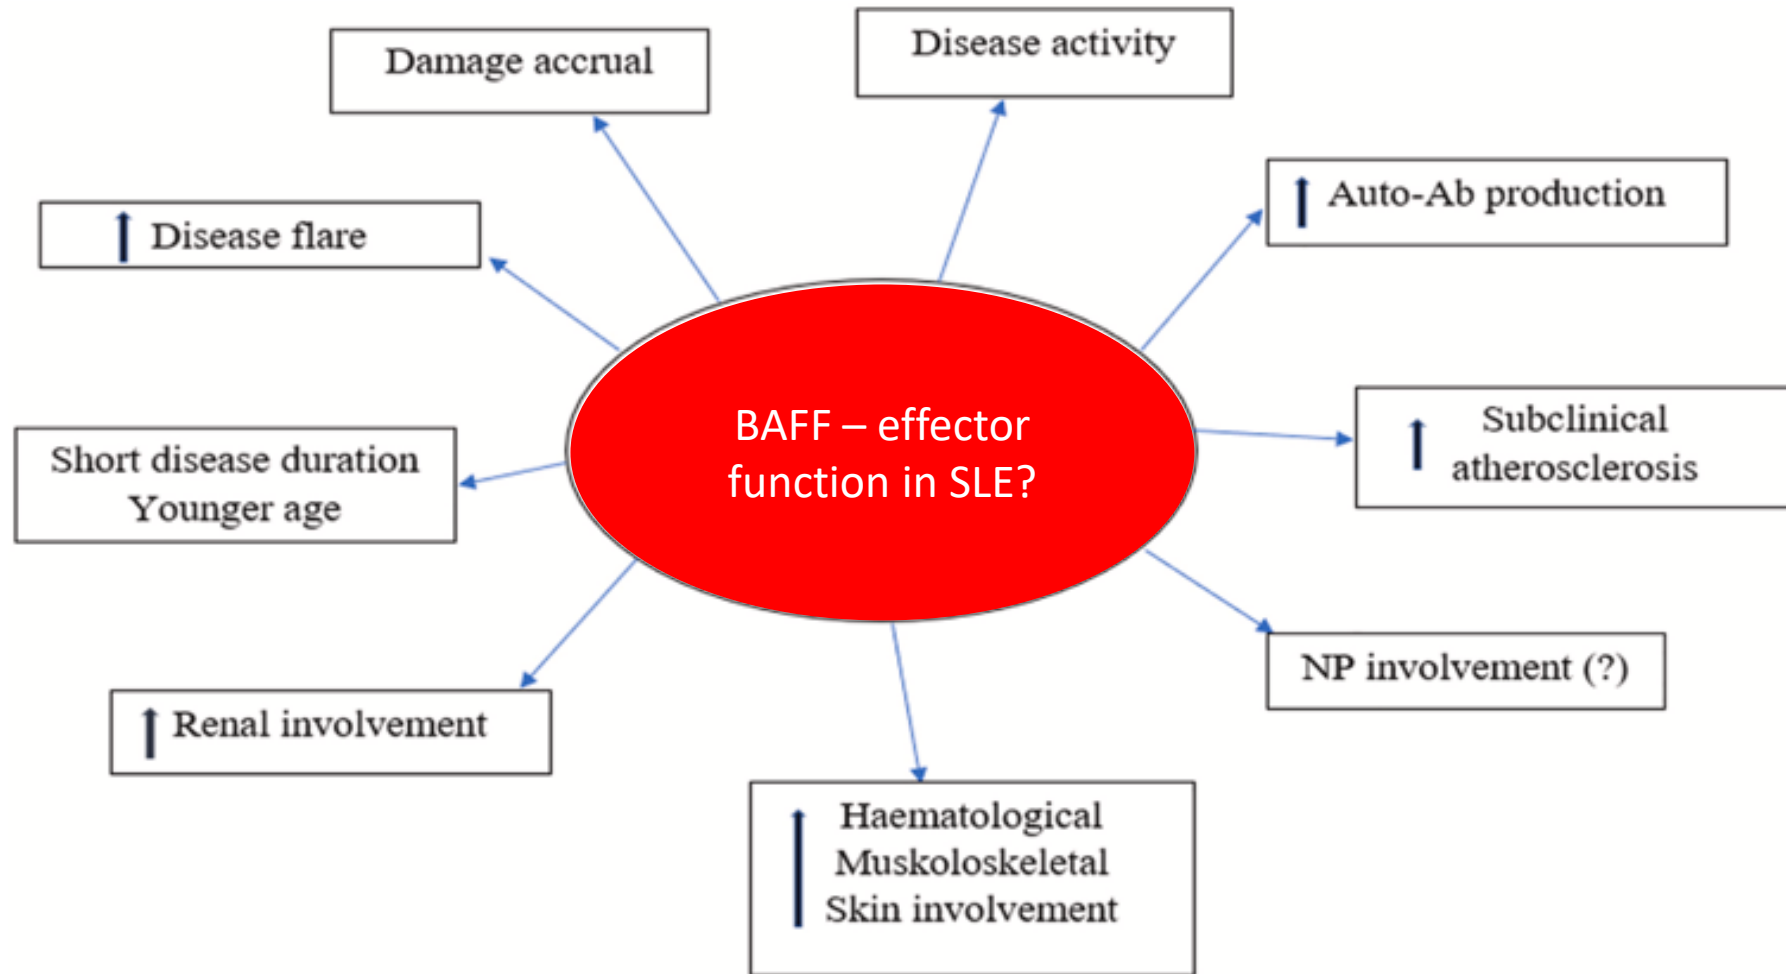 Damage accrual
Disease activity
Auto-Ab production
Disease flare
BAFF – effector
function in SLE?
Subclinical
atherosclerosis
Short disease duration
Younger age
NP involvement (?)
Renal involvement
Haematological
Muskoloskeletal
Skin involvement